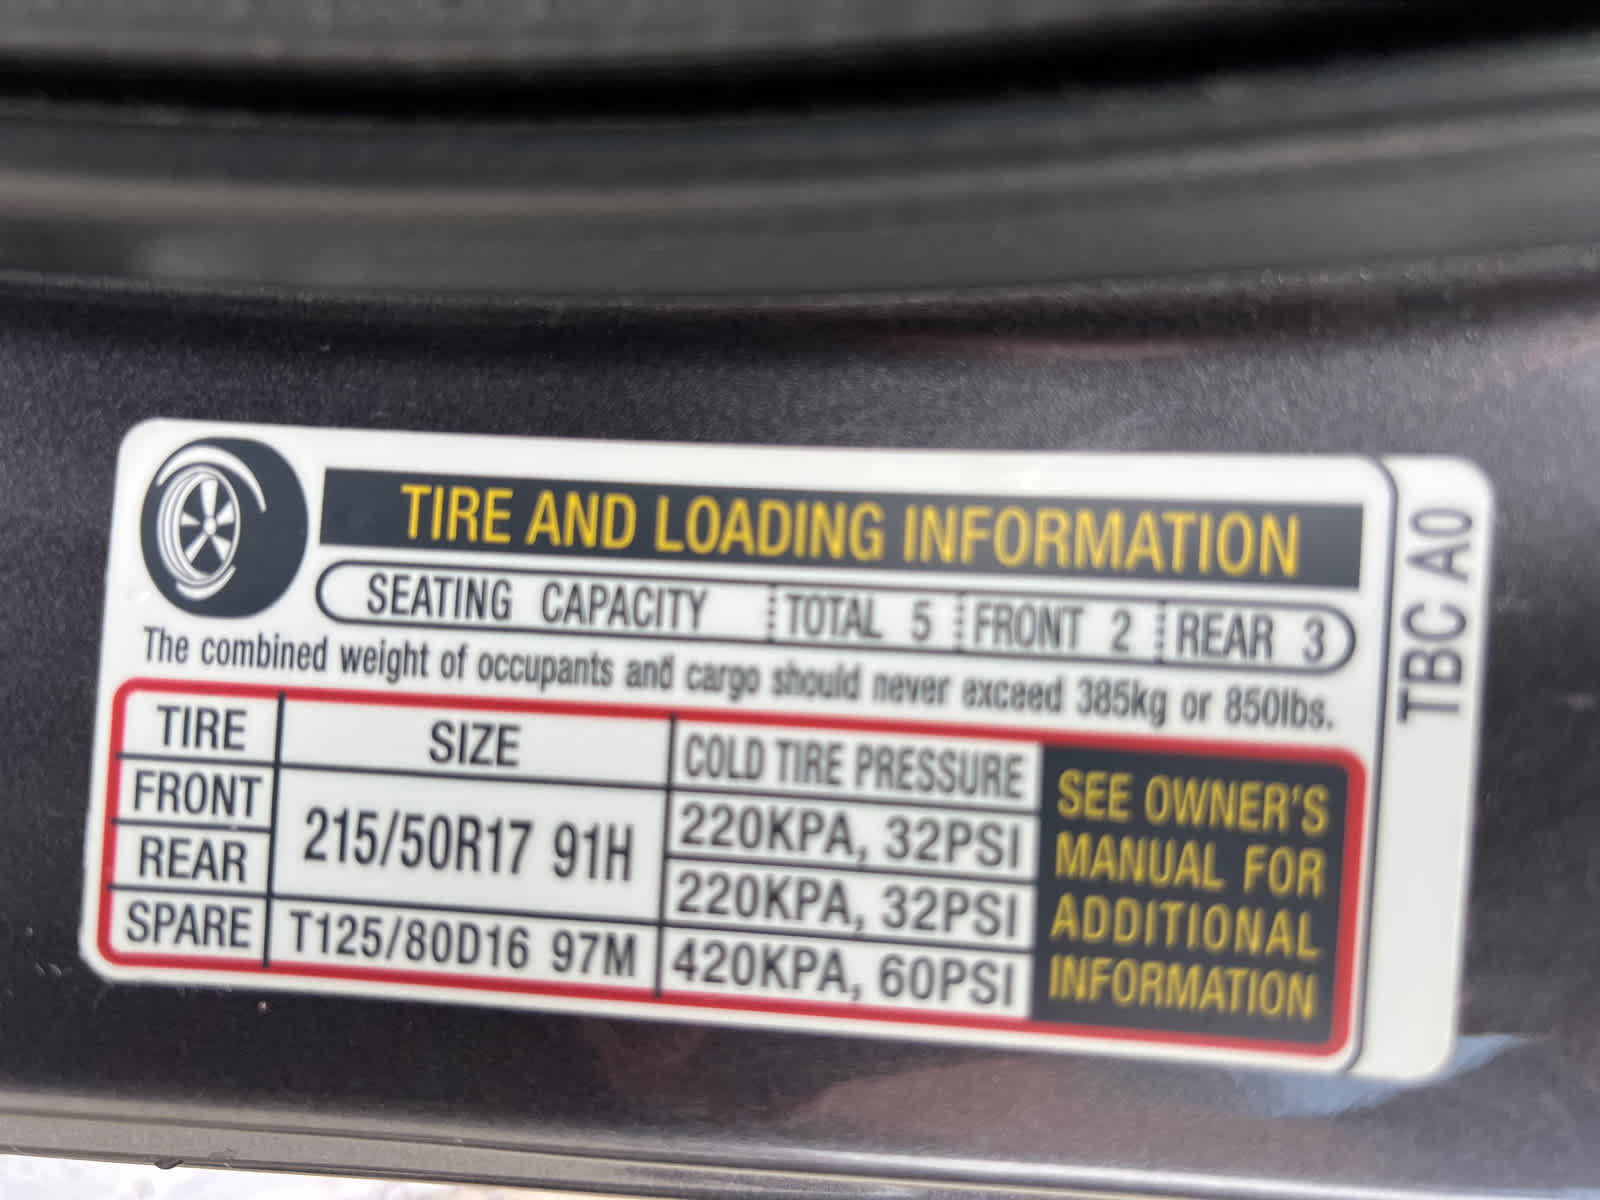 TIRE AND LOADING INFORMATION
SEATING CAPACITY TOTAL 5 FRONT 2 REAR 3
The combined weight of occupants and cargo should never exceed 385kg or 850lbs.
TIRE SIZE COLD TIRE PRESSURE
FRONT 215/50R17 91H 220KPA, 32PSI
REAR 220KPA, 32PSI
SPARE T125/80D16 97M 420KPA, 60PSI
SEE OWNER'S
MANUAL FOR
ADDITIONAL
INFORMATION
TBC A0